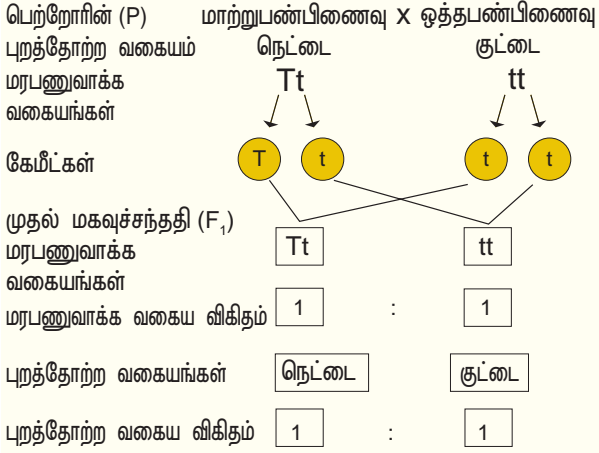 பெற்றோரின் (P) மாற்றுபண்பிணைவு x ஒத்தபண்பிணைவு
புறத்தோற்ற வகையம் நெட்டை குட்டை
மரபணுவாக்க Tt tt
வகையங்கள்
கேமீட்கள் T t t t
முதல் மகவுச்சந்ததி (F₁)
மரபணுவாக்க Tt tt
வகையங்கள்
மரபணுவாக்க வகைய விகிதம் 1 : 1
புறத்தோற்ற வகையங்கள் நெட்டை குட்டை
புறத்தோற்ற வகைய விகிதம் 1 : 1